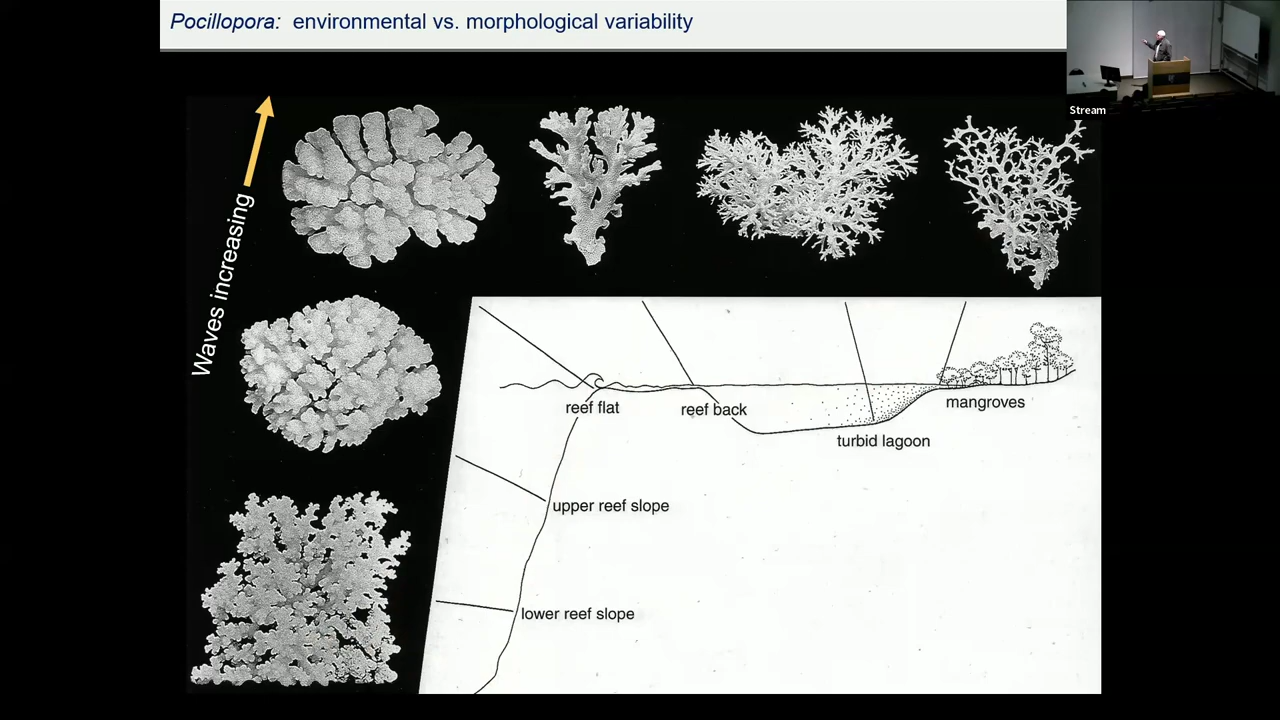 Pocillopora: environmental vs. morphological variability
Stream
Waves increasing
reef flat
reef back
mangroves
turbid lagoon
upper reef slope
lower reef slope